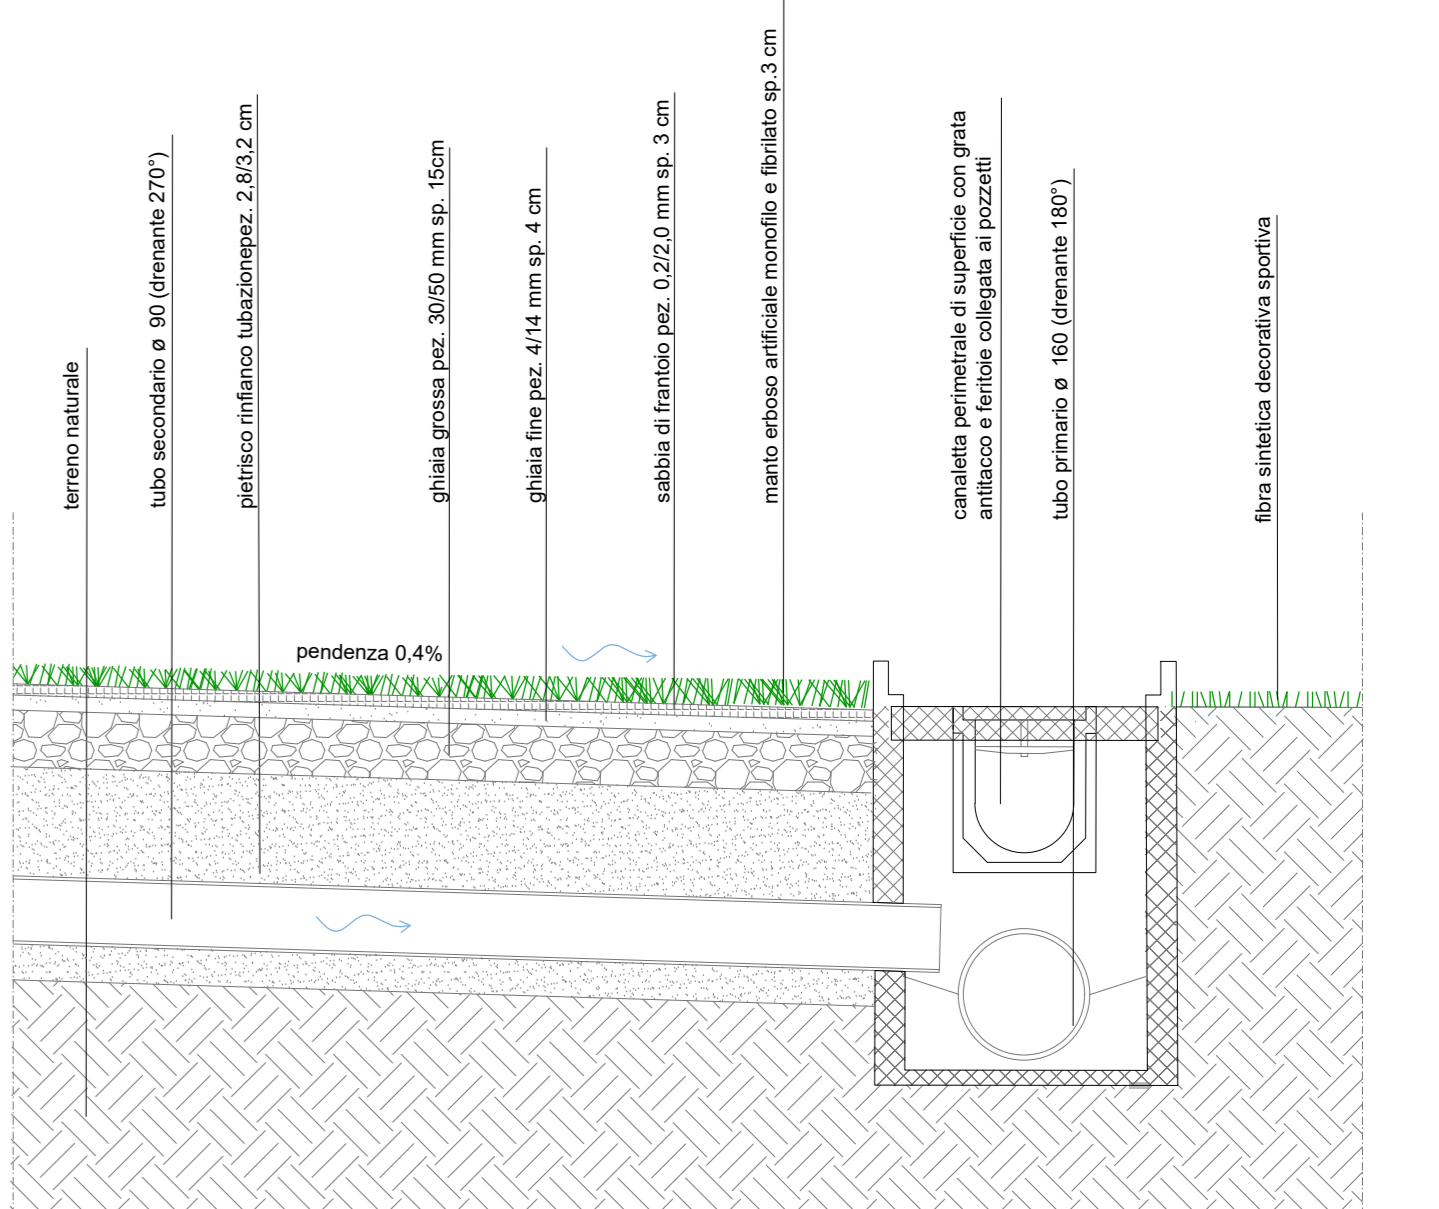 terreno naturale
tubo secondario ø 90 (drenante 270°)
pietrisco rinfianco tubazionepez. 2,8/3,2 cm
ghiaia grossa pez. 30/50 mm sp. 15cm
ghiaia fine pez. 4/14 mm sp. 4 cm
sabbia di frantoio pez. 0,2/2,0 mm sp. 3 cm
manto erboso artificiale monofilo e fibrilato sp.3 cm
canaletta perimetrale di superficie con grata
antitacco e feritoie collegata ai pozzetti
tubo primario ø 160 (drenante 180°)
fibra sintetica decorativa sportiva
pendenza 0,4%